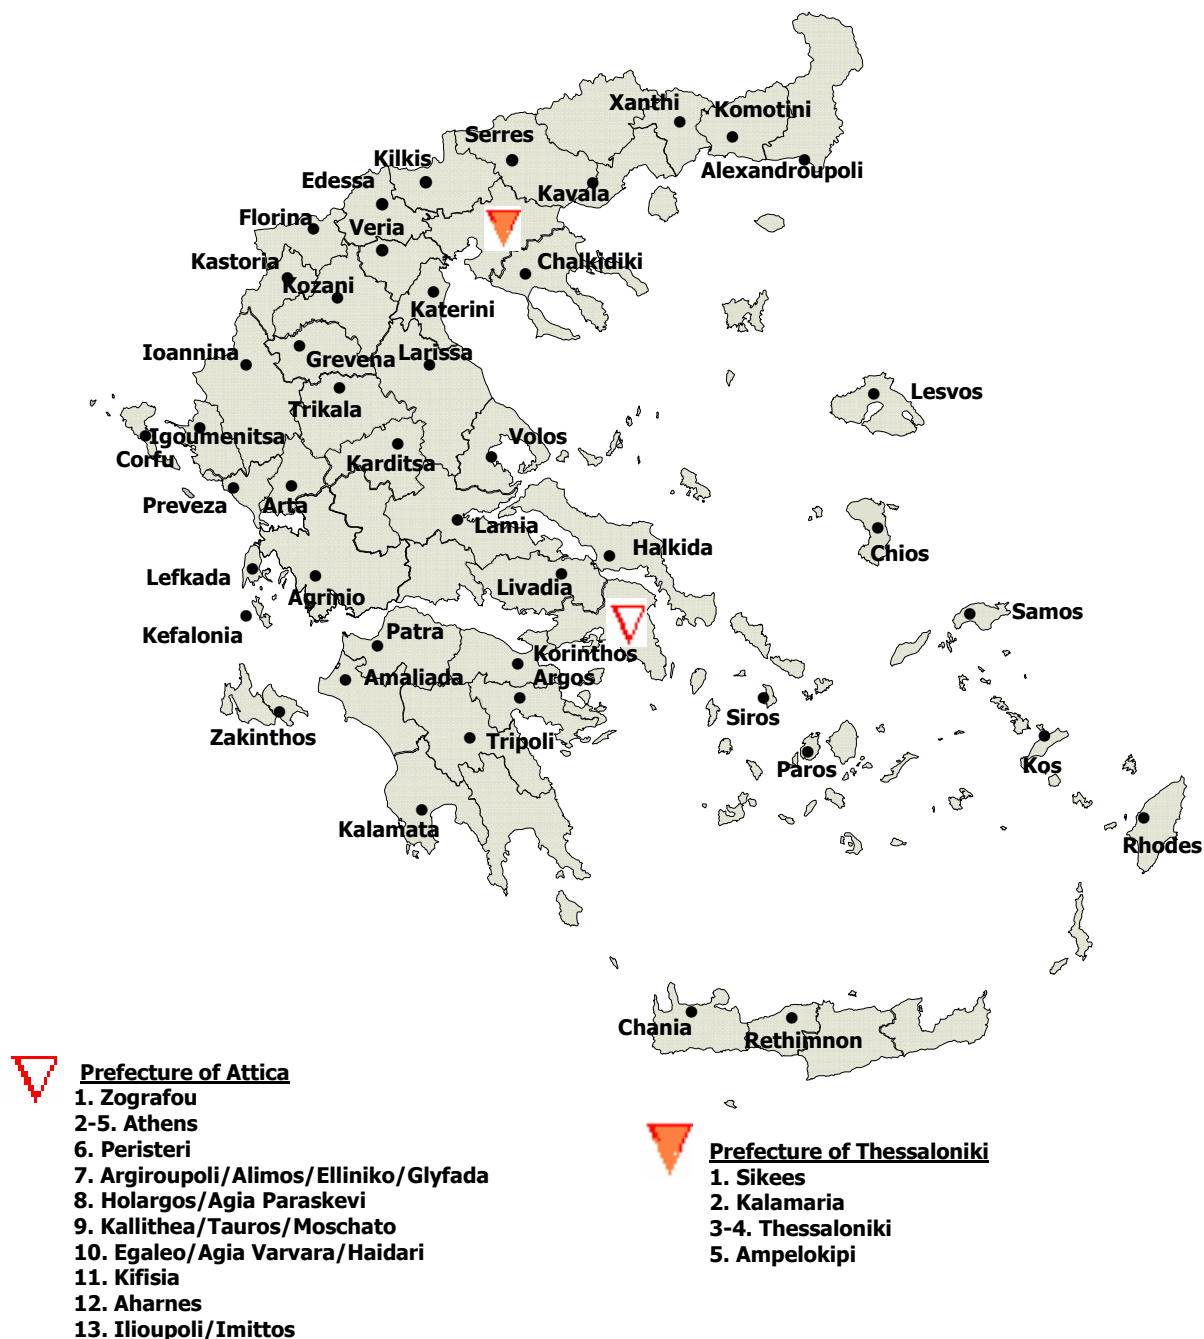 Xanthi
Komotini
Serres
Kilkis
Alexandroupoli
Edessa
Kavala
Florina
Veria
Kastoria
Chalkidiki
Kozani
Katerini
Ioannina
Grevena
Larissa
Lesvos
Trikala
Igoumenitsa
Volos
Corfu
Karditsa
Preveza
Arta
Lamia
Halkida
Chios
Lefkada
Livadia
Agrinio
Kefalonia
Samos
Patra
Korinthos
Amaliada
Argos
Siros
Zakinthos
Tripoli
Paros
Kos
Kalamata
Rhodes
Chania
Rethimnon
Prefecture of Attica
1. Zografou
2-5. Athens
6. Peristeri
7. Argiroupoli/Alimos/Elliniko/Glyfada
8. Holargos/Agia Paraskevi
9. Kallithea/Tauros/Moschato
10. Egaleo/Agia Varvara/Haidari
11. Kifisia
12. Aharnes
13. Ilioupoli/Imittos
Prefecture of Thessaloniki
1. Sikees
2. Kalamaria
3-4. Thessaloniki
5. Ampelokipi